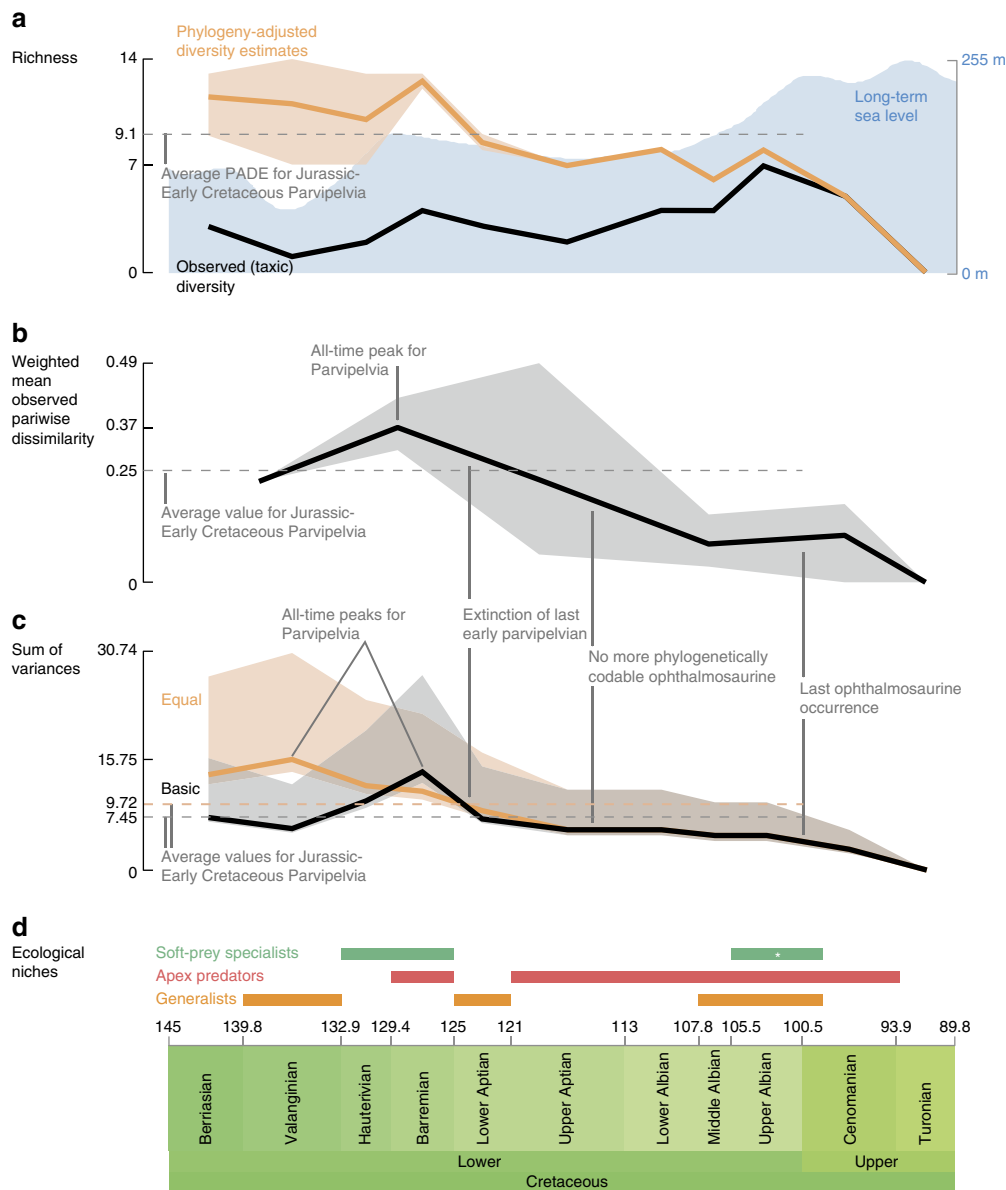 a
Richness
Phylogeny-adjusted
diversity estimates
14
9.1
7
0
255 m
0 m
Long-term
sea level
Average PADE for Jurassic-
Early Cretaceous Parvipelvia
Observed (taxic)
diversity
b
Weighted
mean
observed
pariwise
dissimilarity
0.49
0.37
0.25
0
All-time peak for
Parvipelvia
Average value for Jurassic-
Early Cretaceous Parvipelvia
c
Sum of
variances
30.74
15.75
9.72
7.45
0
All-time peaks for
Parvipelvia
Extinction of last
early parvipelvian
No more phylogenetically
codable ophthalmosaurine
Last ophthalmosaurine
occurrence
Equal
Basic
Average values for Jurassic-
Early Cretaceous Parvipelvia
d
Ecological
niches
Soft-prey specialists
*
Apex predators
Generalists
145 139.8 132.9 129.4 125 121 113 107.8 105.5 100.5 93.9 89.8
Berriasian
Valanginian
Hauterivian
Barremian
Lower Aptian
Upper Aptian
Lower Albian
Middle Albian
Upper Albian
Cenomanian
Turonian
Lower
Upper
Cretaceous